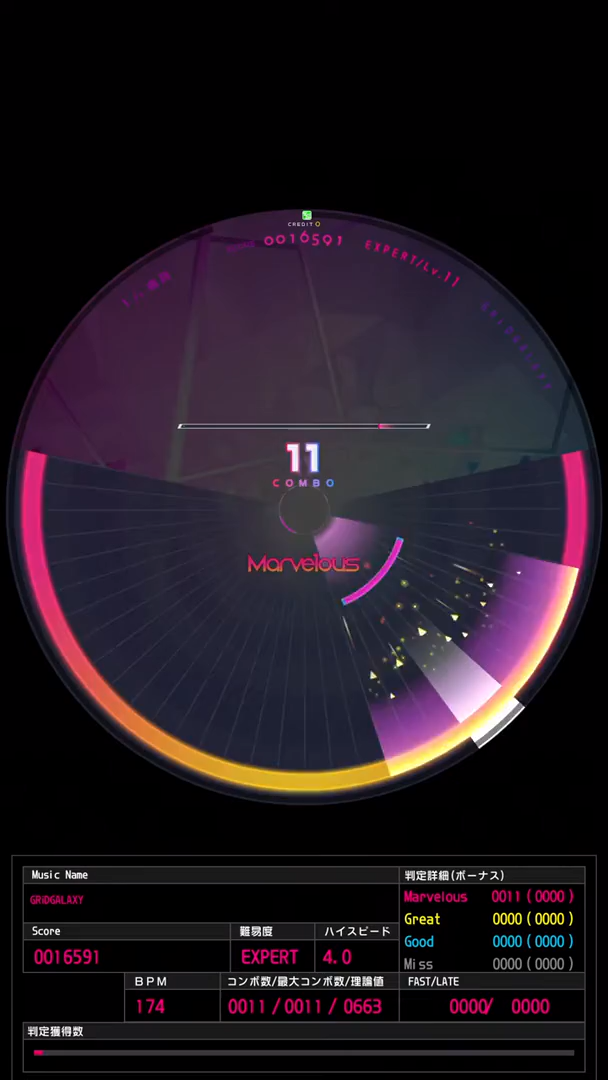 CREDIT 0
0016591
EXPERT/Lv.11
11
COMBO
Marvelous
Music Name
GRiDGALAXY
判定詳細(ボーナス)
Marvelous 0011 ( 0000 )
Great 0000 ( 0000 )
Good 0000 ( 0000 )
Miss 0000 ( 0000 )
Score 難易度 ハイスピード
0016591 EXPERT 4.0
BPM コンボ数/最大コンボ数/理論値 FAST/LATE
174 0011 / 0011 / 0663 0000/ 0000
判定獲得数